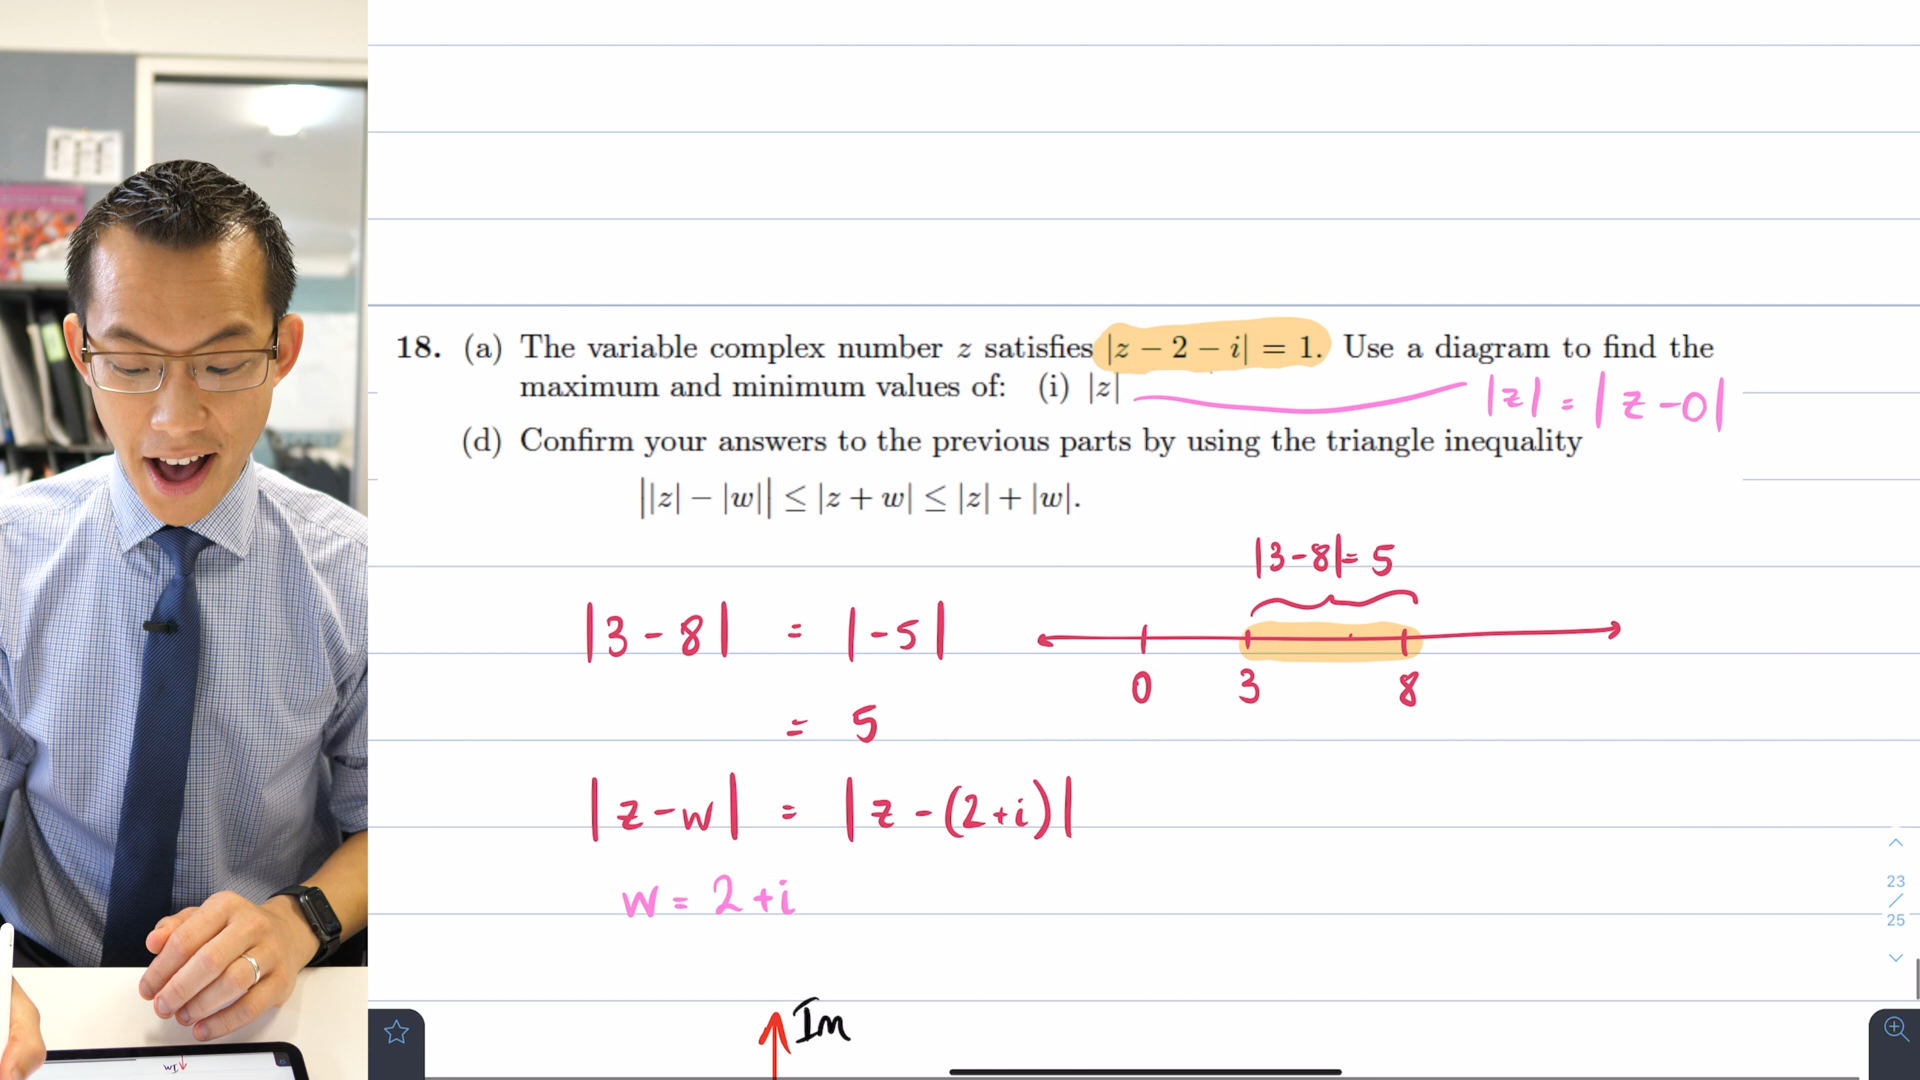 18. (a) The variable complex number z satisfies |z − 2 − i| = 1. Use a diagram to find the
maximum and minimum values of: (i) |z|
|z| = |z − 0|
(d) Confirm your answers to the previous parts by using the triangle inequality
||z| − |w|| ≤ |z + w| ≤ |z| + |w|.
|3 − 8| = 5
|3 − 8| = |−5|
0 3 8
= 5
|z − w| = |z − (2 + i)|
w = 2 + i
23
/
25
Im
Im